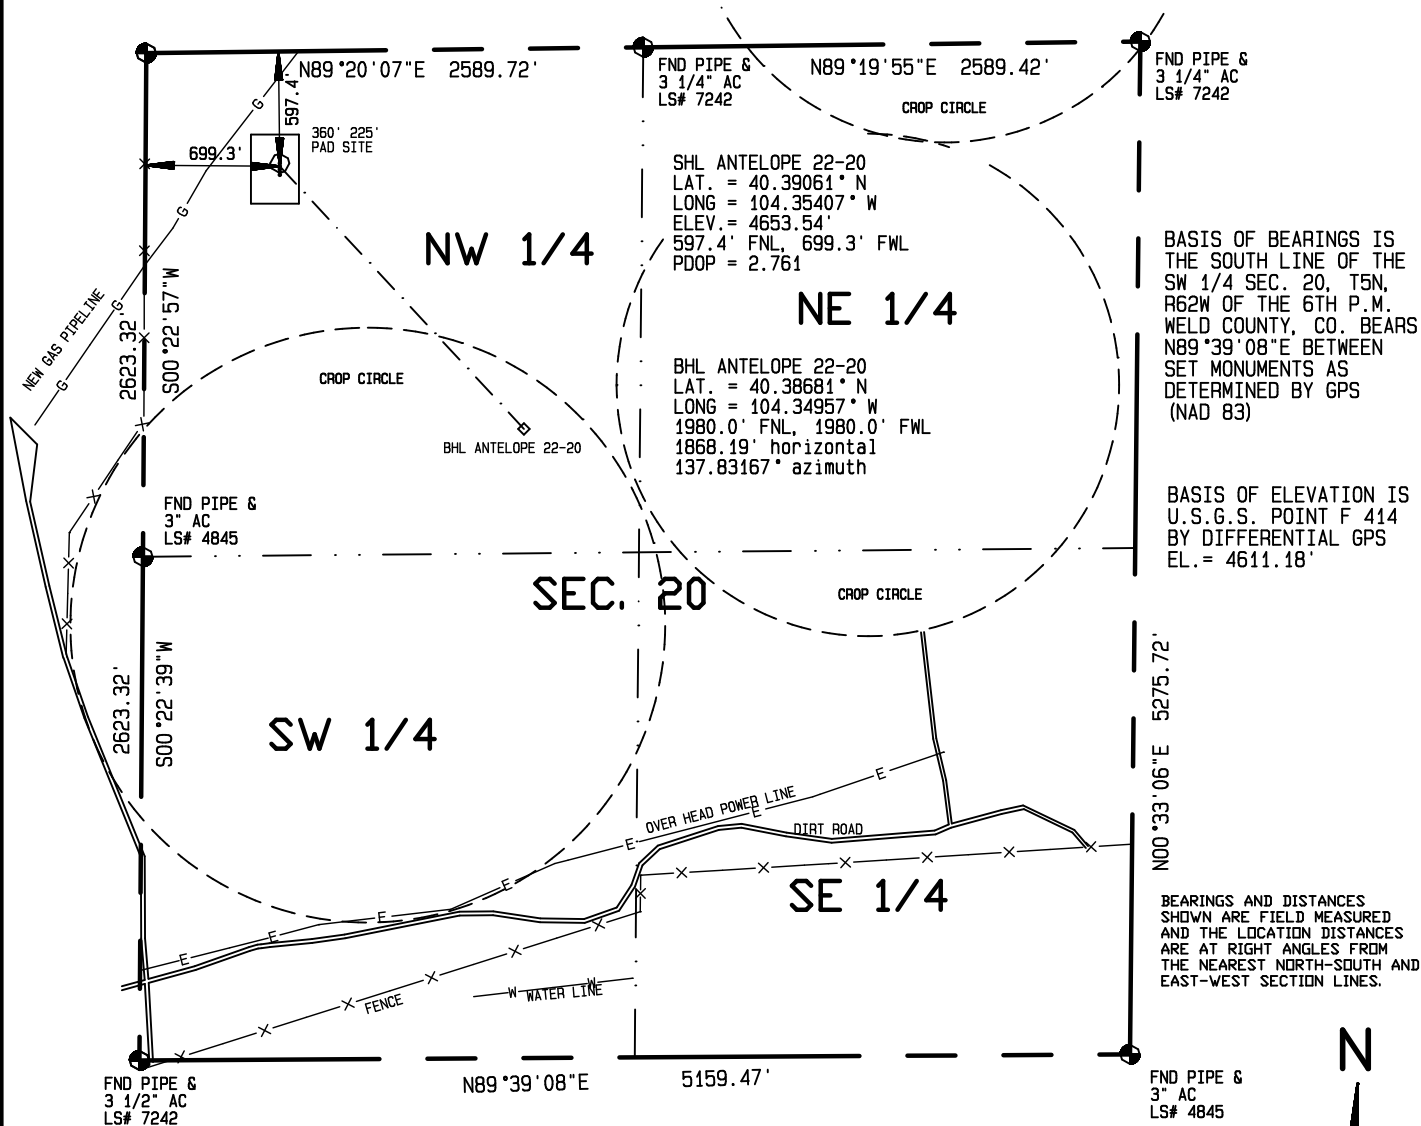 N89°20'07"E 2589.72'
FND PIPE &
3 1/4" AC
LS# 7242
N89°19'55"E 2589.42'
FND PIPE &
3 1/4" AC
LS# 7242
CROP CIRCLE
G
597.4'
360' 225'
PAD SITE
699.3'
G
SHL ANTELOPE 22-20
LAT. = 40.39061° N
LONG = 104.35407° W
ELEV.= 4653.54'
597.4' FNL, 699.3' FWL
PDOP = 2.761
NW 1/4
NE 1/4
BASIS OF BEARINGS IS
THE SOUTH LINE OF THE
SW 1/4 SEC. 20, T5N,
R62W OF THE 6TH P.M.
WELD COUNTY, CO. BEARS
N89°39'08"E BETWEEN
SET MONUMENTS AS
DETERMINED BY GPS
(NAD 83)
NEW GAS PIPELINE
G
G
2623.32'
S00°22'57"W
CROP CIRCLE
BHL ANTELOPE 22-20
LAT. = 40.38681° N
LONG = 104.34957° W
1980.0' FNL, 1980.0' FWL
1868.19' horizontal
137.83167° azimuth
BHL ANTELOPE 22-20
BASIS OF ELEVATION IS
U.S.G.S. POINT F 414
BY DIFFERENTIAL GPS
EL.= 4611.18'
FND PIPE &
3" AC
LS# 4845
SEC. 20
CROP CIRCLE
2623.32'
S00°22'39"W
N00°33'06"E 5275.72'
SW 1/4
OVER HEAD POWER LINE
E
E
E
E
E
E
E
DIRT ROAD
SE 1/4
BEARINGS AND DISTANCES
SHOWN ARE FIELD MEASURED
AND THE LOCATION DISTANCES
ARE AT RIGHT ANGLES FROM
THE NEAREST NORTH-SOUTH AND
EAST-WEST SECTION LINES.
FENCE
W
W
WATER LINE
N
FND PIPE &
3 1/2" AC
LS# 7242
N89°39'08"E 5159.47'
FND PIPE &
3" AC
LS# 4845